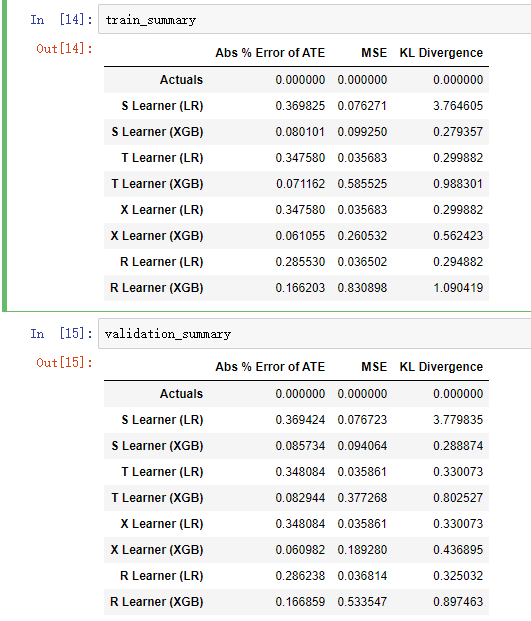 In [14]: train_summary
Out[14]:
Abs % Error of ATE MSE KL Divergence
Actuals 0.000000 0.000000 0.000000
S Learner (LR) 0.369825 0.076271 3.764605
S Learner (XGB) 0.080101 0.099250 0.279357
T Learner (LR) 0.347580 0.035683 0.299882
T Learner (XGB) 0.071162 0.585525 0.988301
X Learner (LR) 0.347580 0.035683 0.299882
X Learner (XGB) 0.061055 0.260532 0.562423
R Learner (LR) 0.285530 0.036502 0.294882
R Learner (XGB) 0.166203 0.830898 1.090419
In [15]: validation_summary
Out[15]:
Abs % Error of ATE MSE KL Divergence
Actuals 0.000000 0.000000 0.000000
S Learner (LR) 0.369424 0.076723 3.779835
S Learner (XGB) 0.085734 0.094064 0.288874
T Learner (LR) 0.348084 0.035861 0.330073
T Learner (XGB) 0.082944 0.377268 0.802527
X Learner (LR) 0.348084 0.035861 0.330073
X Learner (XGB) 0.060982 0.189280 0.436895
R Learner (LR) 0.286238 0.036814 0.325032
R Learner (XGB) 0.166859 0.533547 0.897463